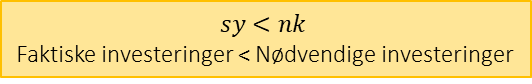 sy < nk
Faktiske investeringer < Nødvendige investeringer